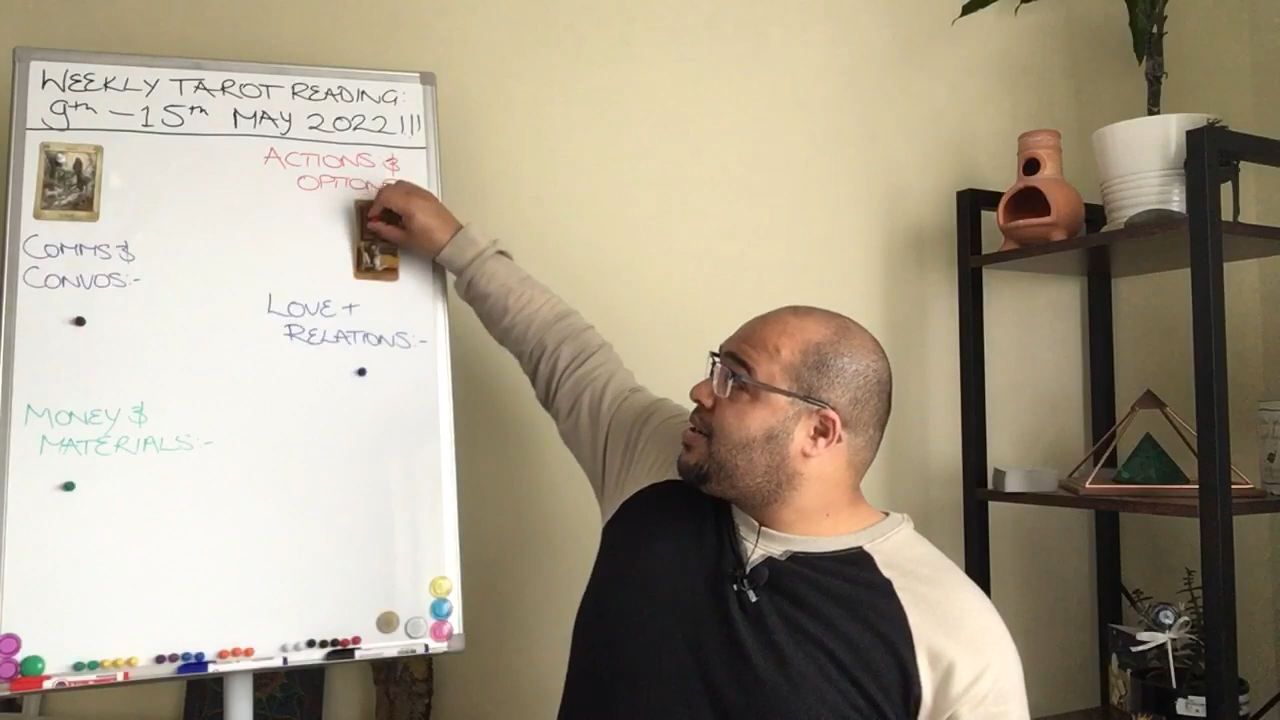 WEEKLY TAROT READING:
9th - 15th MAY 2022!!!
ACTIONS &
OPTIONS
COMMS &
CONVOS:-
LOVE +
RELATIONS:-
MONEY &
MATERIALS:-